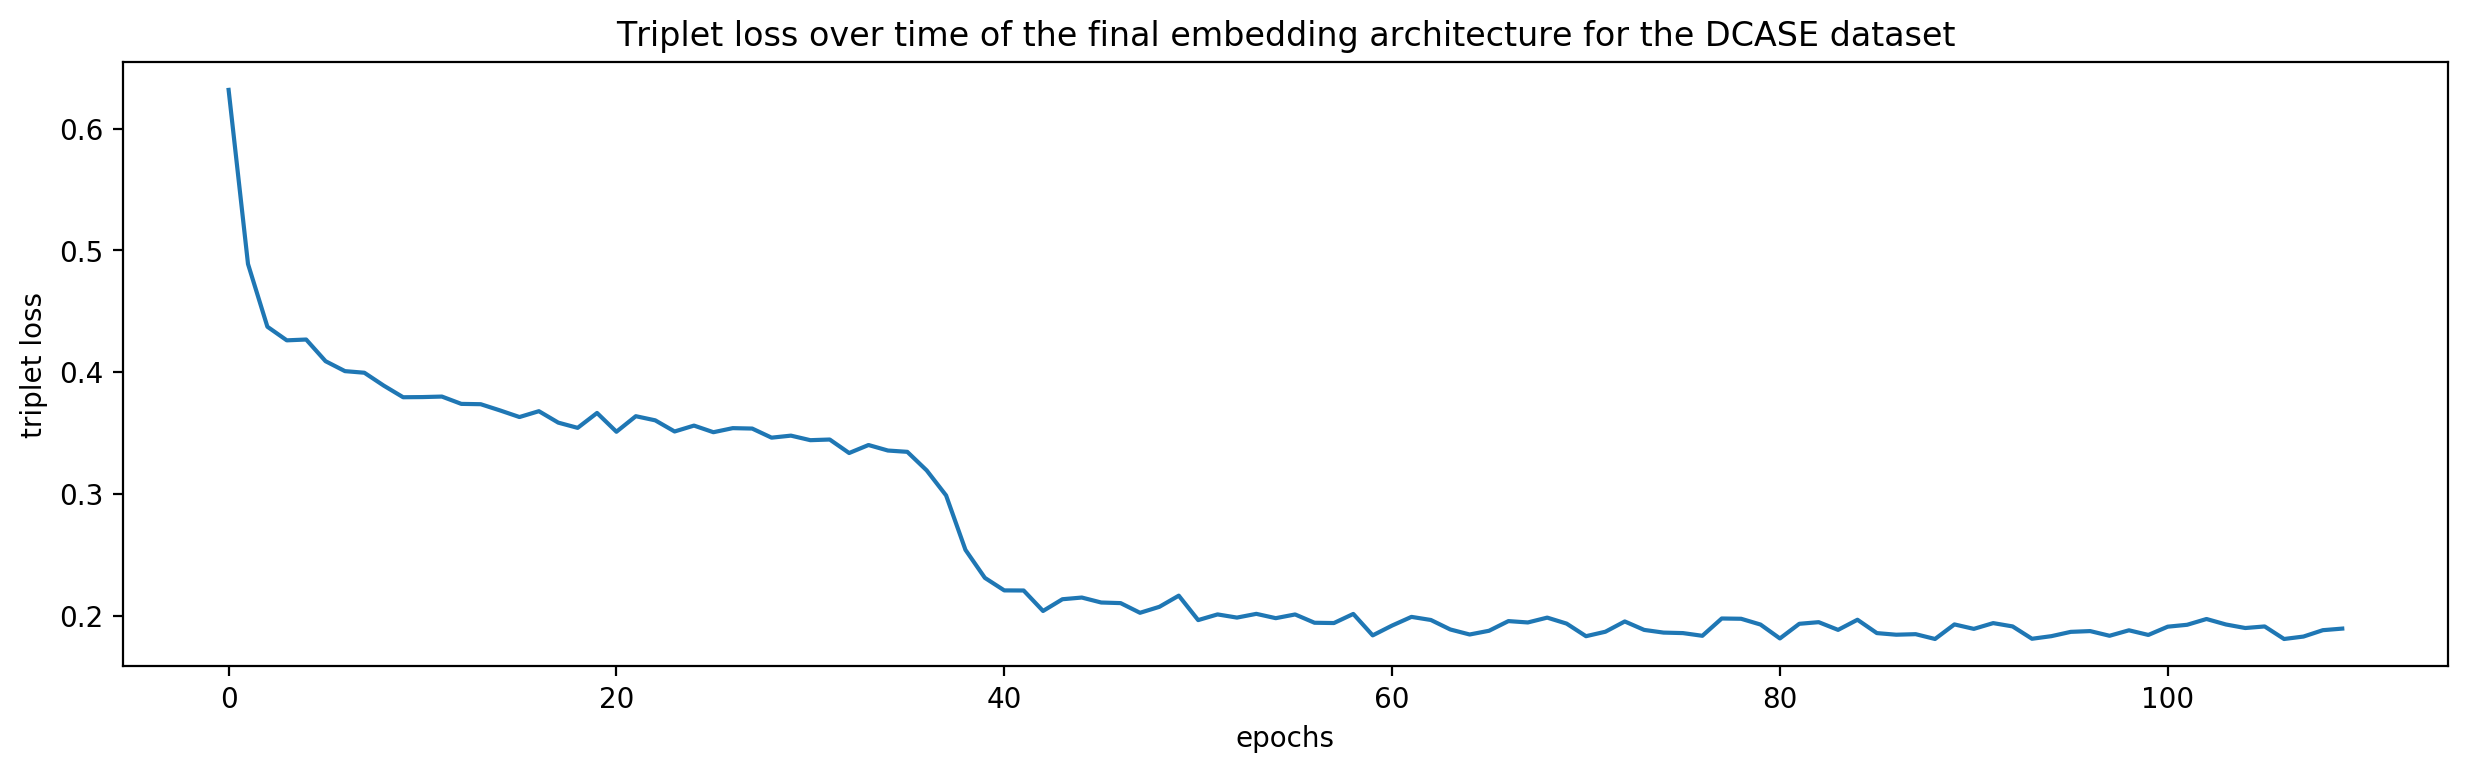 Triplet loss over time of the final embedding architecture for the DCASE dataset
triplet loss
0.6
0.5
0.4
0.3
0.2
0 20 40 60 80 100
epochs